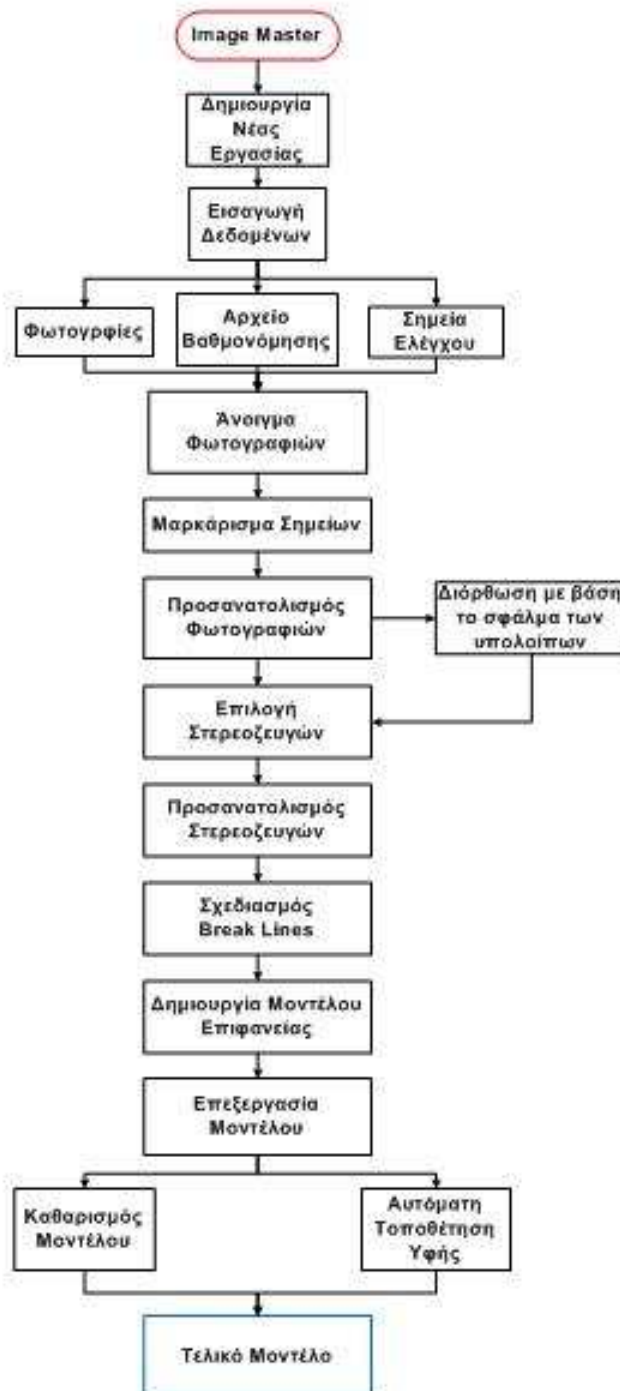 Image Master
Δημιουργία
Νέας
Εργασίας
Εισαγωγή
Δεδομένων
Φωτογρφίες
Αρχείο
Βαθμονόμησης
Σημεία
Ελέγχου
Άνοιγμα
Φωτογραφιών
Μαρκάρισμα Σημείων
Προσανατολισμός
Φωτογραφιών
Διόρθωση με βάση
το σφάλμα των
υπολοίπων
Επιλογή
Στερεοζευγών
Προσανατολισμός
Στερεοζευγών
Σχεδιασμός
Break Lines
Δημιουργία Μοντέλου
Επιφανείας
Επεξεργασία
Μοντέλου
Καθαρισμός
Μοντέλου
Αυτόματη
Τοποθέτηση
Υφής
Τελικό Μοντέλο